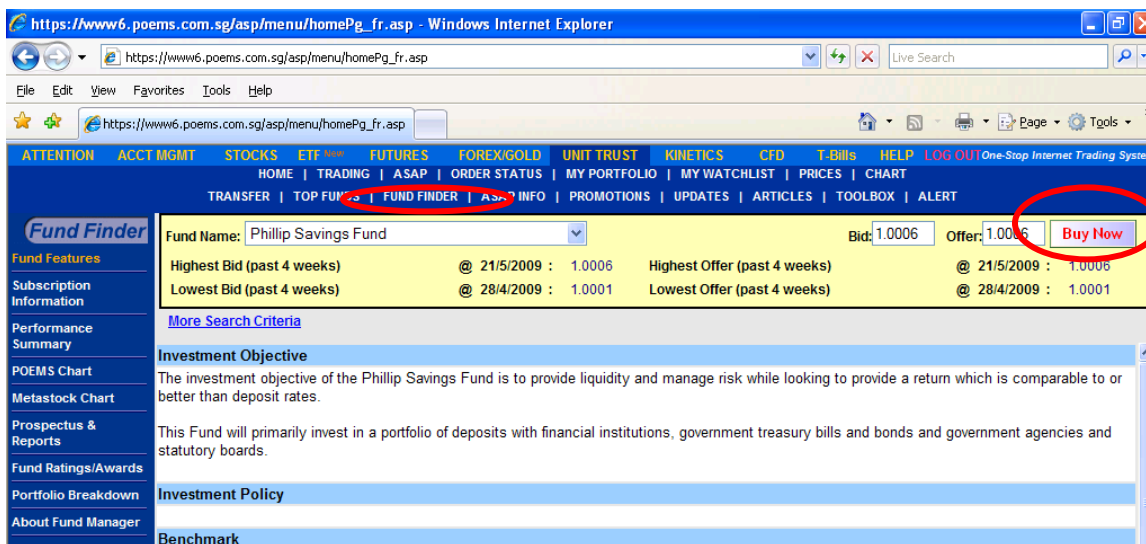 https://www6.poems.com.sg/asp/menu/homePg_fr.asp - Windows Internet Explorer
https://www6.poems.com.sg/asp/menu/homePg_fr.asp Live Search
File Edit View Favorites Tools Help
https://www6.poems.com.sg/asp/menu/homePg_fr.asp Page Tools
ATTENTION ACCT MGMT STOCKS ETF New FUTURES FOREX/GOLD UNIT TRUST KINETICS CFD T-Bills HELP LOG OUT One-Stop Internet Trading Syste
HOME | TRADING | ASAP | ORDER STATUS | MY PORTFOLIO | MY WATCHLIST | PRICES | CHART
TRANSFER | TOP FUNDS | FUND FINDER | ASAP INFO | PROMOTIONS | UPDATES | ARTICLES | TOOLBOX | ALERT
Fund Finder
Fund Name: Phillip Savings Fund Bid: 1.0006 Offer: 1.0006 Buy Now
Highest Bid (past 4 weeks) @ 21/5/2009 : 1.0006 Highest Offer (past 4 weeks) @ 21/5/2009 : 1.0006
Lowest Bid (past 4 weeks) @ 28/4/2009 : 1.0001 Lowest Offer (past 4 weeks) @ 28/4/2009 : 1.0001
More Search Criteria
Fund Features
Subscription
Information
Performance
Summary
POEMS Chart
Metastock Chart
Prospectus &
Reports
Fund Ratings/Awards
Portfolio Breakdown
About Fund Manager
Investment Objective
The investment objective of the Phillip Savings Fund is to provide liquidity and manage risk while looking to provide a return which is comparable to or
better than deposit rates.
This Fund will primarily invest in a portfolio of deposits with financial institutions, government treasury bills and bonds and government agencies and
statutory boards.
Investment Policy
Benchmark